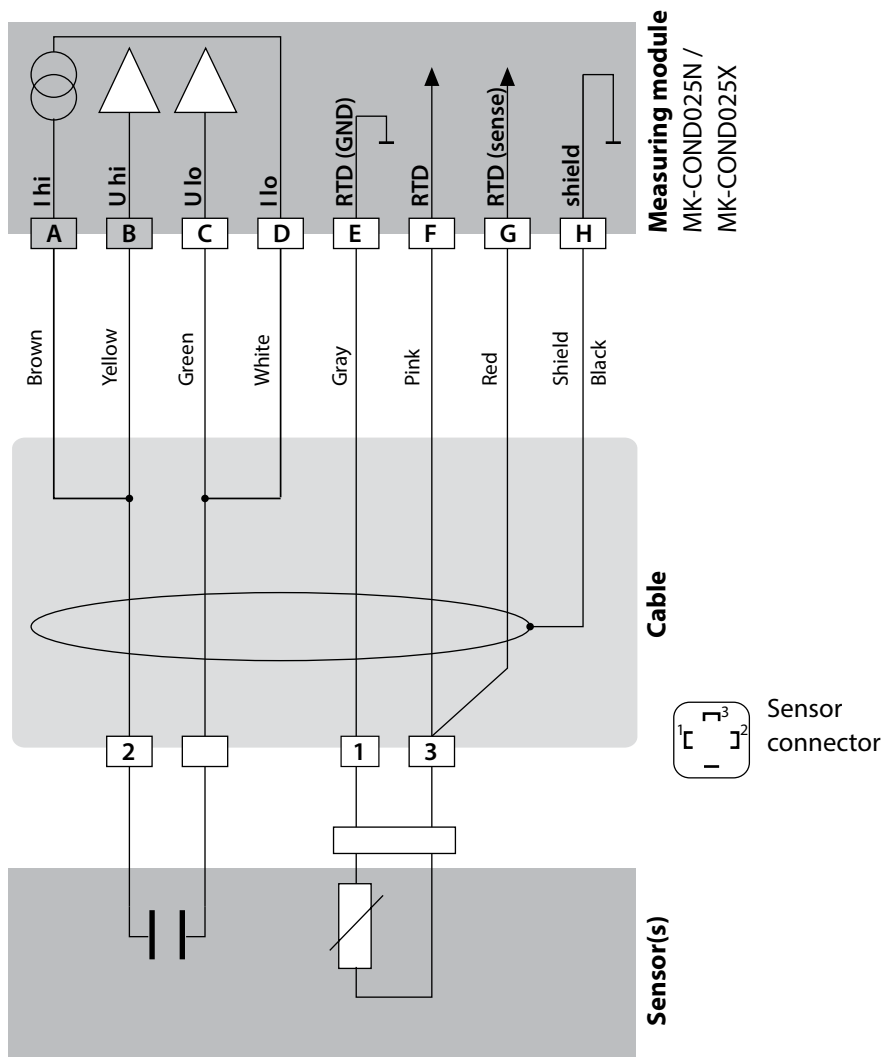 I hi
U hi
U lo
I lo
RTD (GND)
RTD
RTD (sense)
shield
Measuring module
MK-COND025N /
MK-COND025X
A
B
C
D
E
F
G
H
Brown
Yellow
Green
White
Gray
Pink
Red
Shield
Black
Cable
2
1
3
1
3
2
Sensor
connector
Sensor(s)